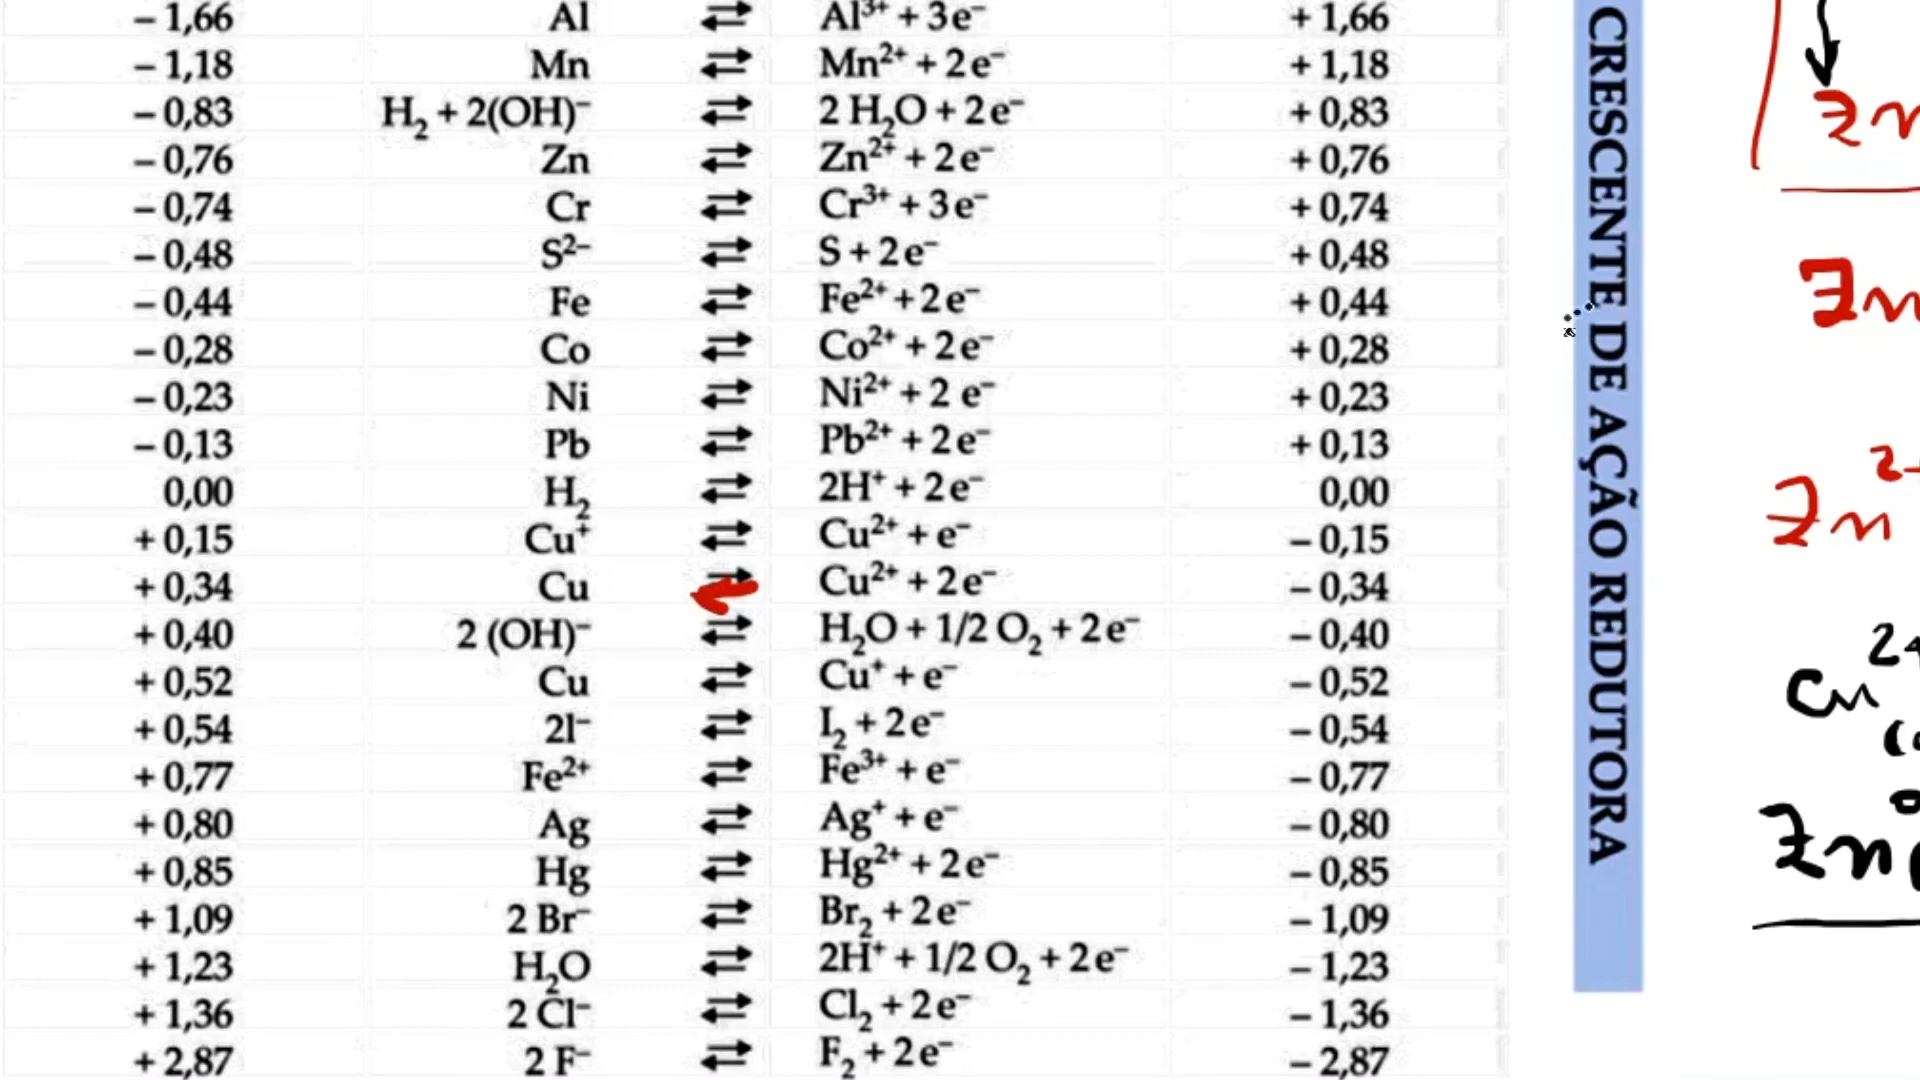 – 1,66 Al ⇄ Al³⁺ + 3e⁻ + 1,66
– 1,18 Mn ⇄ Mn²⁺ + 2e⁻ + 1,18
– 0,83 H₂ + 2(OH)⁻ ⇄ 2 H₂O + 2e⁻ + 0,83
– 0,76 Zn ⇄ Zn²⁺ + 2e⁻ + 0,76
– 0,74 Cr ⇄ Cr³⁺ + 3e⁻ + 0,74
– 0,48 S²⁻ ⇄ S + 2e⁻ + 0,48
– 0,44 Fe ⇄ Fe²⁺ + 2e⁻ + 0,44
– 0,28 Co ⇄ Co²⁺ + 2e⁻ + 0,28
– 0,23 Ni ⇄ Ni²⁺ + 2 e⁻ + 0,23
– 0,13 Pb ⇄ Pb²⁺ + 2e⁻ + 0,13
0,00 H₂ ⇄ 2H⁺ + 2e⁻ 0,00
+ 0,15 Cu⁺ ⇄ Cu²⁺ + e⁻ – 0,15
+ 0,34 Cu ⇄ Cu²⁺ + 2e⁻ – 0,34
+ 0,40 2 (OH)⁻ ⇄ H₂O + 1/2 O₂ + 2e⁻ – 0,40
+ 0,52 Cu ⇄ Cu⁺ + e⁻ – 0,52
+ 0,54 2I⁻ ⇄ I₂ + 2e⁻ – 0,54
+ 0,77 Fe²⁺ ⇄ Fe³⁺ + e⁻ – 0,77
+ 0,80 Ag ⇄ Ag⁺ + e⁻ – 0,80
+ 0,85 Hg ⇄ Hg²⁺ + 2e⁻ – 0,85
+ 1,09 2 Br⁻ ⇄ Br₂ + 2e⁻ – 1,09
+ 1,23 H₂O ⇄ 2H⁺ + 1/2 O₂ + 2e⁻ – 1,23
+ 1,36 2 Cl⁻ ⇄ Cl₂ + 2e⁻ – 1,36
+ 2,87 2 F⁻ ⇄ F₂ + 2e⁻ – 2,87
CRESCENTE DE AÇÃO REDUTORA
Zn
Zn
Zn²⁺
Cu²⁺
Zn⁰